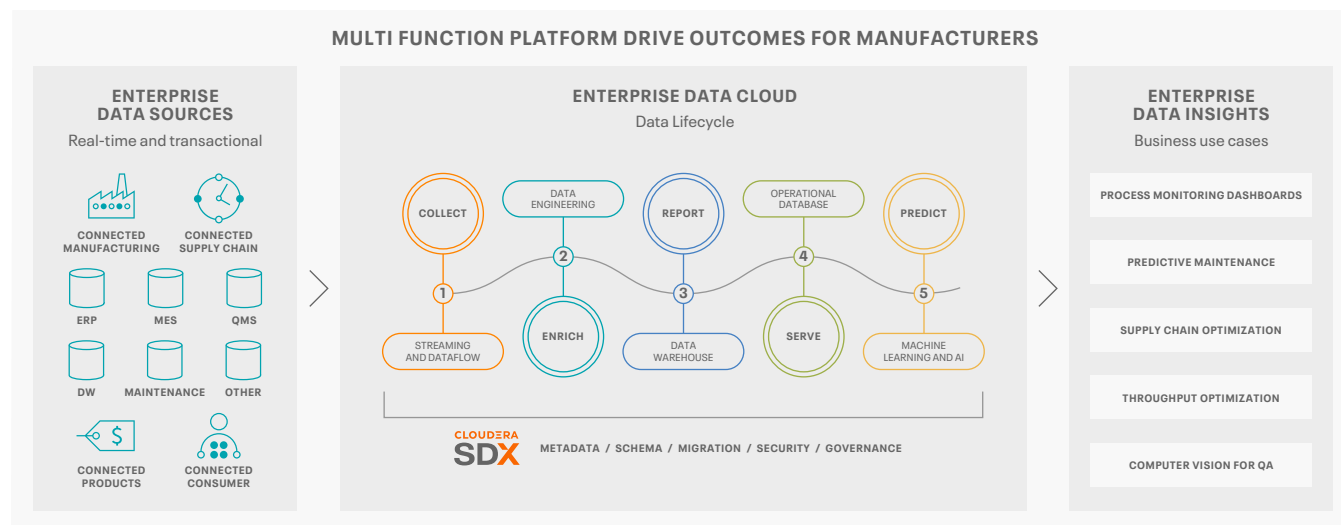 MULTI FUNCTION PLATFORM DRIVE OUTCOMES FOR MANUFACTURERS
ENTERPRISE
DATA SOURCES
Real-time and transactional
CONNECTED
MANUFACTURING
CONNECTED
SUPPLY CHAIN
ERP
MES
QMS
DW
MAINTENANCE
OTHER
$
CONNECTED
PRODUCTS
CONNECTED
CONSUMER
ENTERPRISE DATA CLOUD
Data Lifecycle
COLLECT
1
STREAMING
AND DATAFLOW
DATA
ENGINEERING
2
ENRICH
REPORT
3
DATA
WAREHOUSE
OPERATIONAL
DATABASE
4
SERVE
PREDICT
5
MACHINE
LEARNING AND AI
CLOUDERA
SDX
METADATA / SCHEMA / MIGRATION / SECURITY / GOVERNANCE
ENTERPRISE
DATA INSIGHTS
Business use cases
PROCESS MONITORING DASHBOARDS
PREDICTIVE MAINTENANCE
SUPPLY CHAIN OPTIMIZATION
THROUGHPUT OPTIMIZATION
COMPUTER VISION FOR QA